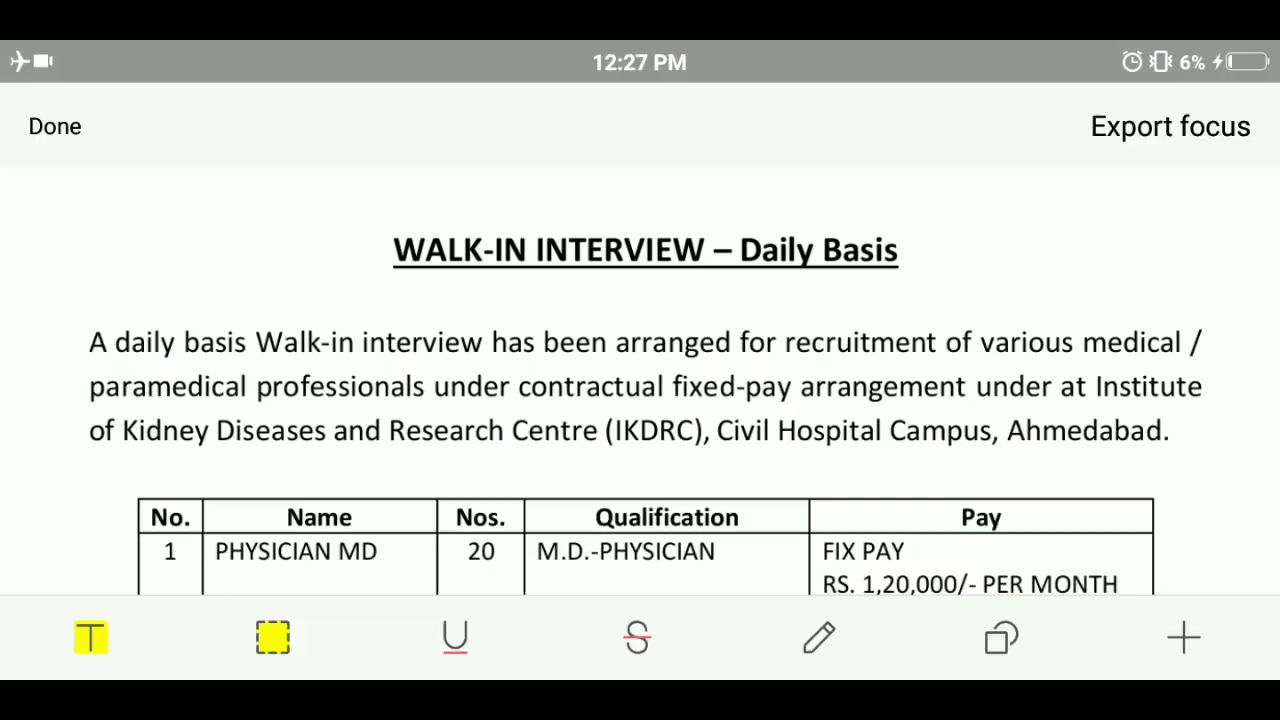 12:27 PM
6%
Done
Export focus
WALK-IN INTERVIEW – Daily Basis
A daily basis Walk-in interview has been arranged for recruitment of various medical /
paramedical professionals under contractual fixed-pay arrangement under at Institute
of Kidney Diseases and Research Centre (IKDRC), Civil Hospital Campus, Ahmedabad.
No. Name Nos. Qualification Pay
1 PHYSICIAN MD 20 M.D.-PHYSICIAN FIX PAY
RS. 1,20,000/- PER MONTH